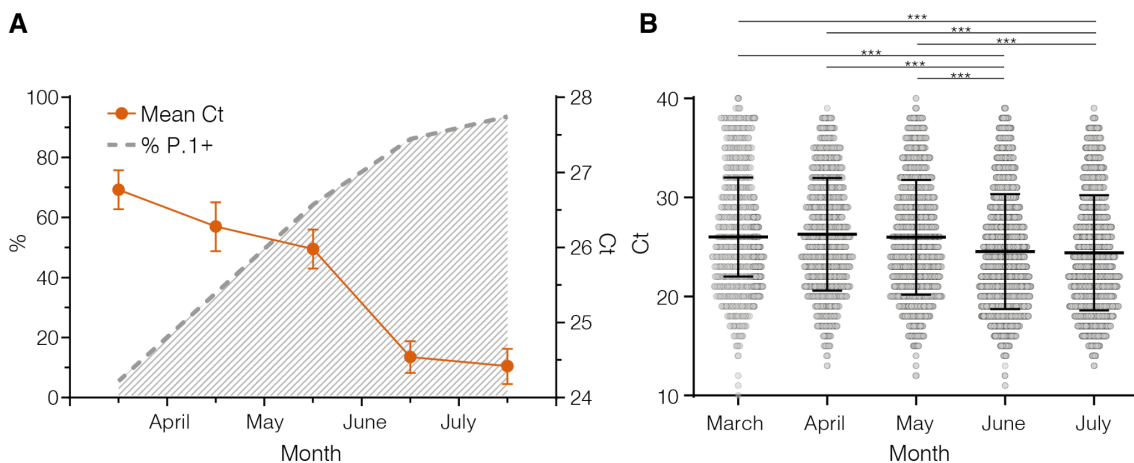 A
B
***
***
***
***
***
***
100
80
60
40
20
0
%
Mean Ct
% P.1+
28
27
26
25
24
Ct
April May June July
Month
40
30
20
10
Ct
March April May June July
Month